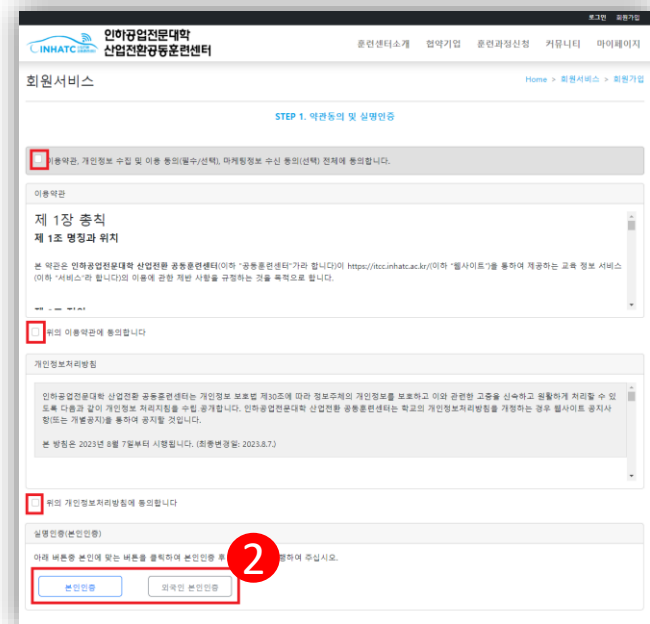 로그인 회원가입
INHATC
인하공업전문대학
산업전환공동훈련센터
훈련센터소개 협약기업 훈련과정신청 커뮤니티 마이페이지
회원서비스
Home > 회원서비스 > 회원가입
STEP 1. 약관동의 및 실명인증
이용약관, 개인정보 수집 및 이용 동의(필수/선택), 마케팅정보 수신 동의(선택) 전체에 동의합니다.
이용약관
제 1장 총칙
제 1조 명칭과 위치
본 약관은 인하공업전문대학 산업전환 공동훈련센터(이하 "공동훈련센터"가라 합니다)이 https://itcc.inhatc.ac.kr/(이하 "웹사이트")을 통하여 제공하는 교육 정보 서비스
(이하 "서비스"라 합니다)의 이용에 관한 제반 사항을 규정하는 것을 목적으로 합니다.
위의 이용약관에 동의합니다
개인정보처리방침
인하공업전문대학 산업전환 공동훈련센터는 개인정보 보호법 제30조에 따라 정보주체의 개인정보를 보호하고 이와 관련한 고충을 신속하고 원활하게 처리할 수 있
도록 다음과 같이 개인정보 처리지침을 수립.공개합니다. 인하공업전문대학 산업전환 공동훈련센터는 학교의 개인정보처리방침을 개정하는 경우 웹사이트 공지사
항(또는 개별공지)을 통하여 공지할 것입니다.
본 방침은 2023년 8월 7일부터 시행됩니다. (최종변경일: 2023.8.7.)
위의 개인정보처리방침에 동의합니다
실명인증(본인인증)
아래 버튼중 본인에 맞는 버튼을 클릭하여 본인인증 후 행하여 주십시오.
2
본인인증 외국인 본인인증